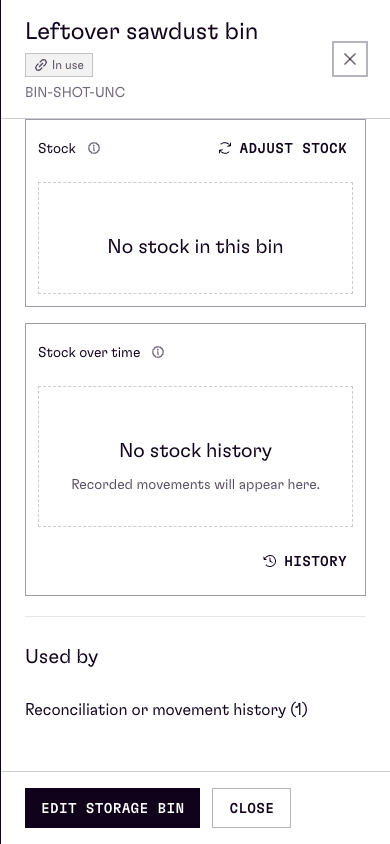 Leftover sawdust bin
In use
BIN-SHOT-UNC
Stock
ADJUST STOCK
No stock in this bin
Stock over time
No stock history
Recorded movements will appear here.
HISTORY
Used by
Reconciliation or movement history (1)
EDIT STORAGE BIN
CLOSE